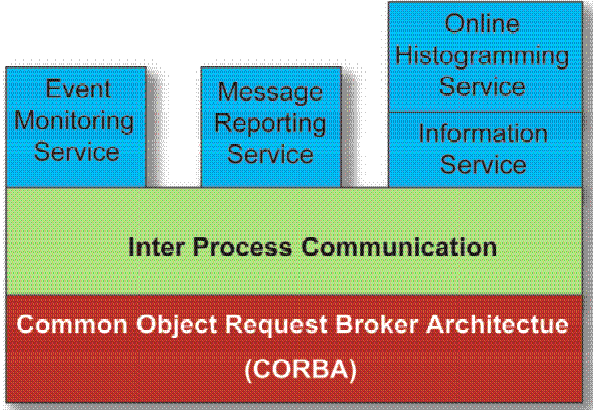 Event
Monitoring
Service
Message
Reporting
Service
Online
Histogramming
Service
Information
Service
Inter Process Communication
Common Object Request Broker Architectue
(CORBA)